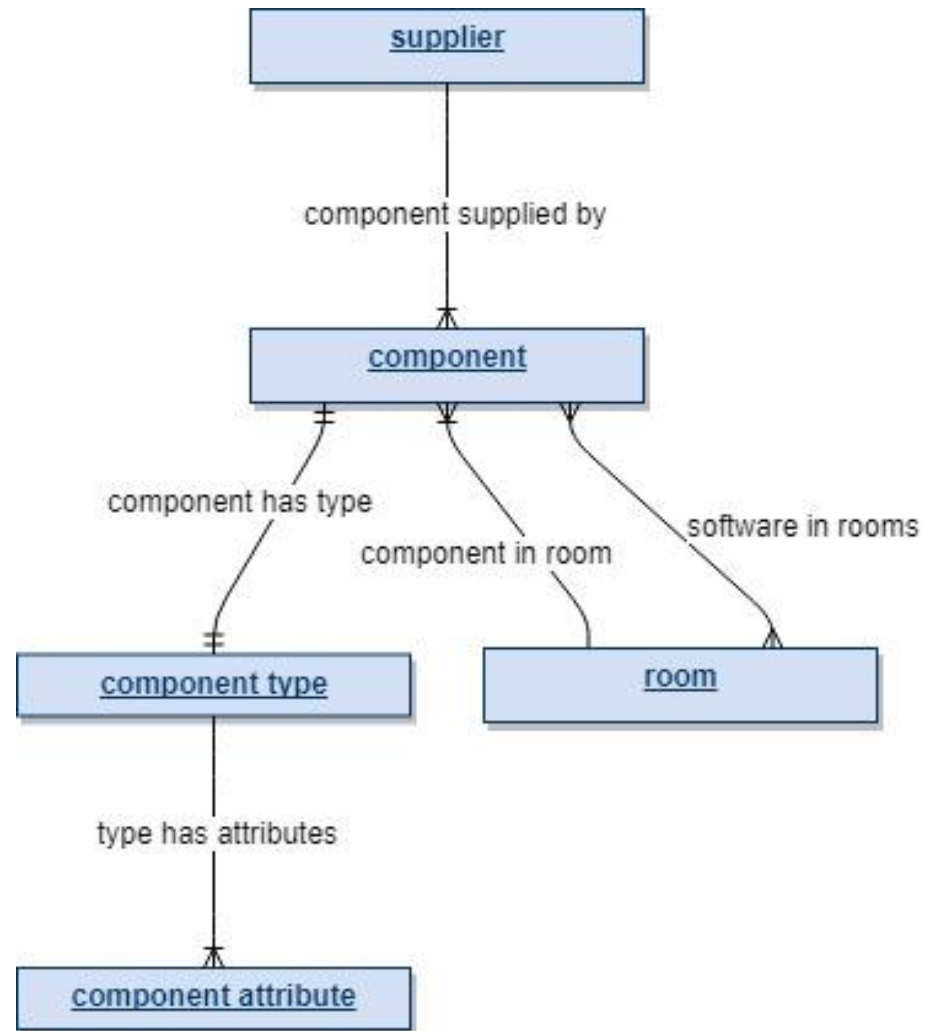 supplier
component supplied by
component
component has type
component in room
software in rooms
component type
room
type has attributes
component attribute